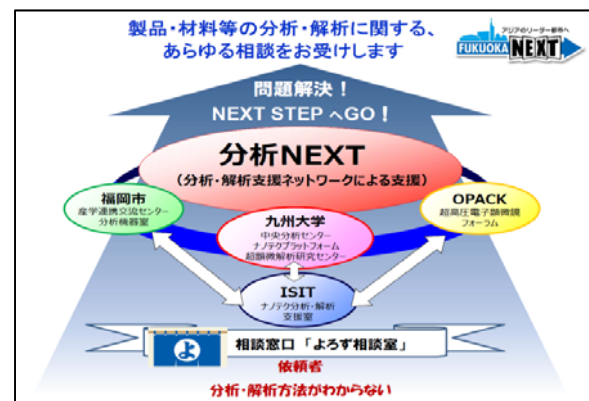 製品・材料等の分析・解析に関する、
あらゆる相談をお受けします
アジアのリーダー都市へ
FUKUOKA NEXT
問題解決！
NEXT STEP へGO！
分析NEXT
（分析・解析支援ネットワークによる支援）
福岡市
産学連携交流センター
分析機器室
九州大学
中央分析センター
ナノテクプラットフォーム
超顕微解析研究センター
OPACK
超高圧電子顕微鏡
フォーラム
ISIT
ナノテク分析・解析
支援室
よ
相談窓口「よろず相談室」
依頼者
分析・解析方法がわからない